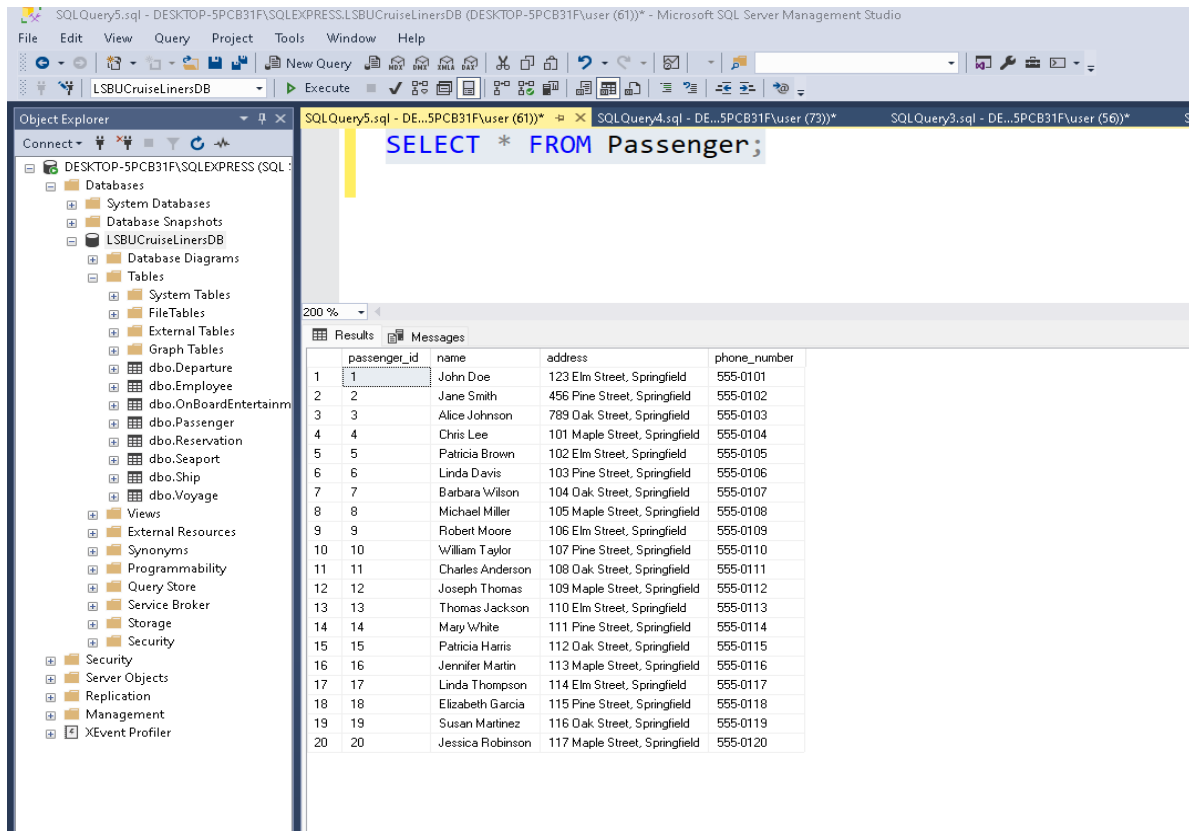 SQLQuery5.sql - DESKTOP-5PCB31F\SQLEXPRESS.LSBUCruiseLinersDB (DESKTOP-5PCB31F\user (61))* - Microsoft SQL Server Management Studio
File Edit View Query Project Tools Window Help
New Query MDX DMX XMLA DAX
LSBUCruiseLinersDB Execute
Object Explorer
Connect
DESKTOP-5PCB31F\SQLEXPRESS (SQL
Databases
System Databases
Database Snapshots
LSBUCruiseLinersDB
Database Diagrams
Tables
System Tables
FileTables
External Tables
Graph Tables
dbo.Departure
dbo.Employee
dbo.OnBoardEntertainm
dbo.Passenger
dbo.Reservation
dbo.Seaport
dbo.Ship
dbo.Voyage
Views
External Resources
Synonyms
Programmability
Query Store
Service Broker
Storage
Security
Security
Server Objects
Replication
Management
XEvent Profiler
SQLQuery5.sql - DE...5PCB31F\user (61))* SQLQuery4.sql - DE...5PCB31F\user (73))* SQLQuery3.sql - DE...5PCB31F\user (56))* S
SELECT * FROM Passenger;
200 %
Results Messages
passenger_id name address phone_number
1 1 John Doe 123 Elm Street, Springfield 555-0101
2 2 Jane Smith 456 Pine Street, Springfield 555-0102
3 3 Alice Johnson 789 Oak Street, Springfield 555-0103
4 4 Chris Lee 101 Maple Street, Springfield 555-0104
5 5 Patricia Brown 102 Elm Street, Springfield 555-0105
6 6 Linda Davis 103 Pine Street, Springfield 555-0106
7 7 Barbara Wilson 104 Oak Street, Springfield 555-0107
8 8 Michael Miller 105 Maple Street, Springfield 555-0108
9 9 Robert Moore 106 Elm Street, Springfield 555-0109
10 10 William Taylor 107 Pine Street, Springfield 555-0110
11 11 Charles Anderson 108 Oak Street, Springfield 555-0111
12 12 Joseph Thomas 109 Maple Street, Springfield 555-0112
13 13 Thomas Jackson 110 Elm Street, Springfield 555-0113
14 14 Mary White 111 Pine Street, Springfield 555-0114
15 15 Patricia Harris 112 Oak Street, Springfield 555-0115
16 16 Jennifer Martin 113 Maple Street, Springfield 555-0116
17 17 Linda Thompson 114 Elm Street, Springfield 555-0117
18 18 Elizabeth Garcia 115 Pine Street, Springfield 555-0118
19 19 Susan Martinez 116 Oak Street, Springfield 555-0119
20 20 Jessica Robinson 117 Maple Street, Springfield 555-0120